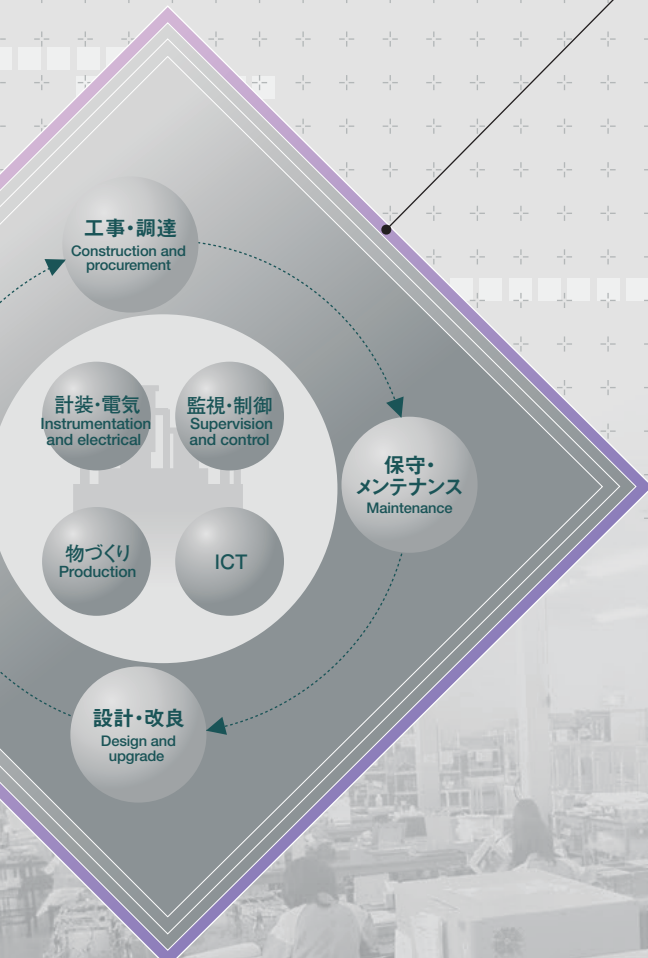 工事・調達
Construction and
procurement
計装・電気
Instrumentation
and electrical
監視・制御
Supervision
and control
保守・
メンテナンス
Maintenance
物づくり
Production
ICT
設計・改良
Design and
upgrade